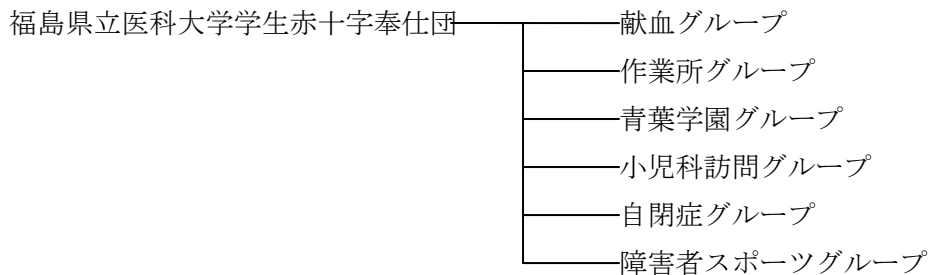 福島県立医科大学学生赤十字奉仕団
献血グループ
作業所グループ
青葉学園グループ
小児科訪問グループ
自閉症グループ
障害者スポーツグループ